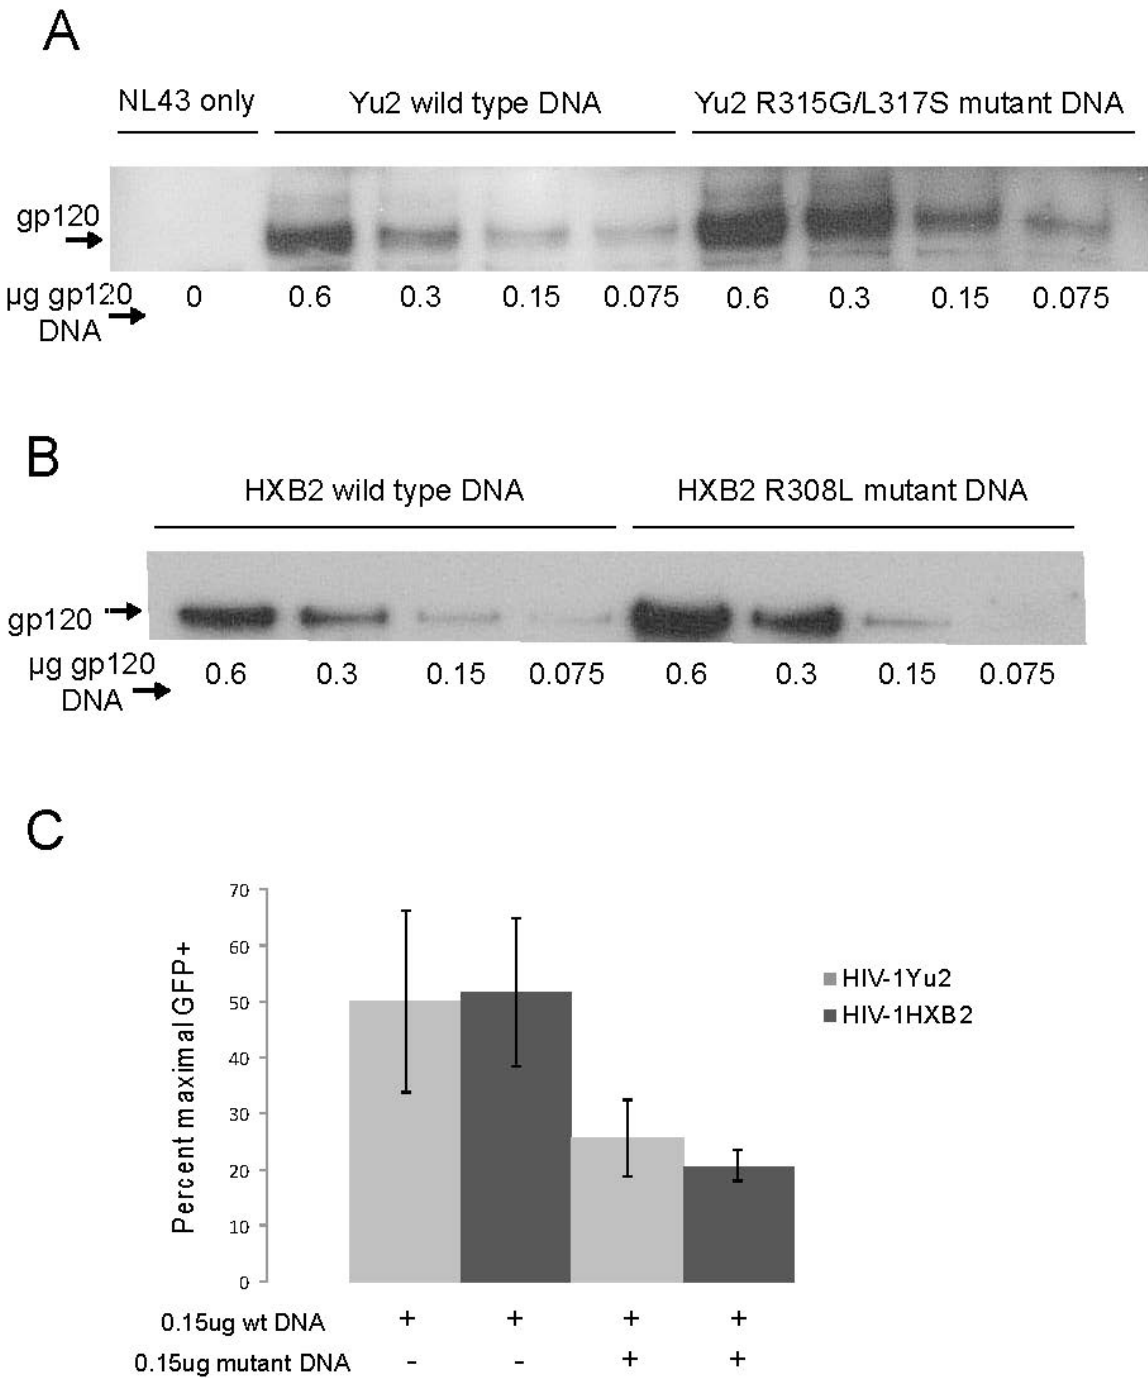 A
NL43 only Yu2 wild type DNA Yu2 R315G/L317S mutant DNA
gp120
µg gp120 DNA 0 0.6 0.3 0.15 0.075 0.6 0.3 0.15 0.075
B
HXB2 wild type DNA HXB2 R308L mutant DNA
gp120
µg gp120 DNA 0.6 0.3 0.15 0.075 0.6 0.3 0.15 0.075
C
Percent maximal GFP+
70
60
50
40
30
20
10
0
HIV-1Yu2
HIV-1HXB2
0.15ug wt DNA + + + +
0.15ug mutant DNA - - + +